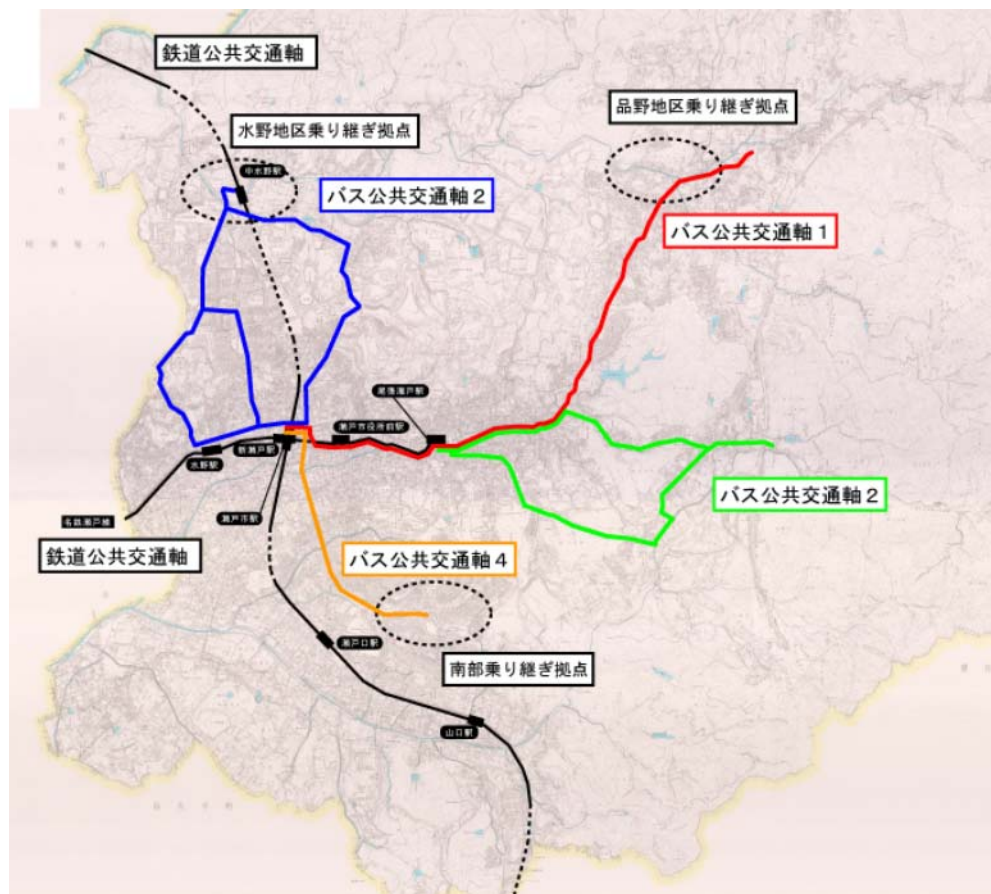 鉄道公共交通軸
水野地区乗り継ぎ拠点
品野地区乗り継ぎ拠点
中水野駅
バス公共交通軸２
バス公共交通軸１
尾張瀬戸駅
瀬戸市役所前駅
新瀬戸駅
水野駅
バス公共交通軸２
瀬戸市駅
名鉄瀬戸線
鉄道公共交通軸
バス公共交通軸４
瀬戸口駅
南部乗り継ぎ拠点
山口駅